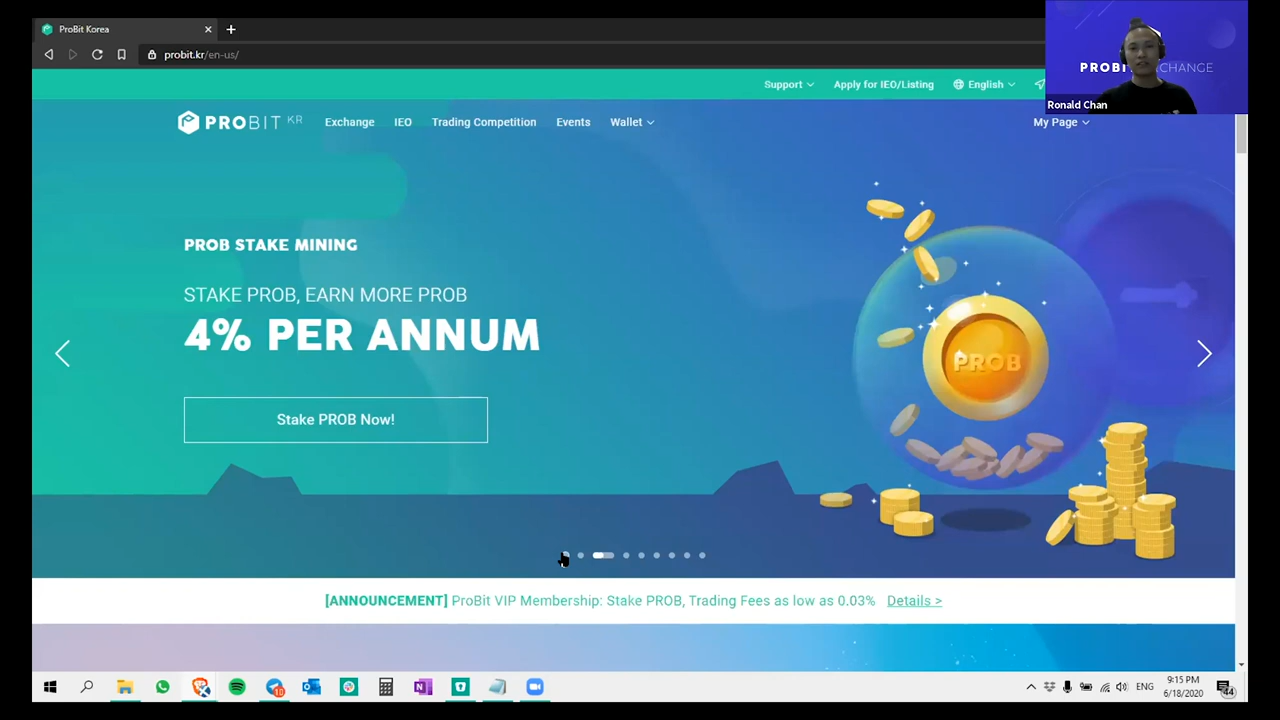 ProBit Korea
probit.kr/en-us/
Support
Apply for IEO/Listing
English
PROBIT KR
Exchange
IEO
Trading Competition
Events
Wallet
My Page
Ronald Chan
PROB STAKE MINING
STAKE PROB, EARN MORE PROB
4% PER ANNUM
Stake PROB Now!
PROB
[ANNOUNCEMENT] ProBit VIP Membership: Stake PROB, Trading Fees as low as 0.03% Details >
ENG
9:15 PM
6/18/2020
44